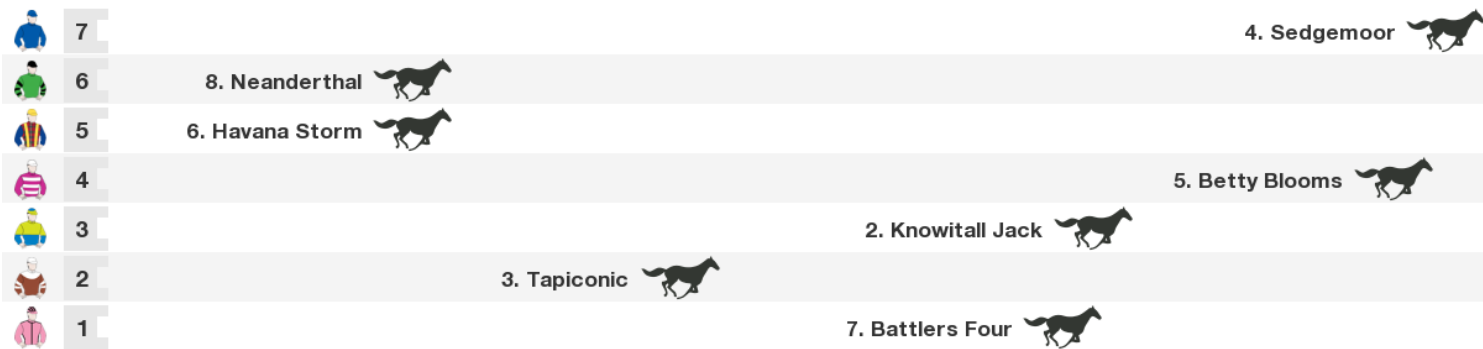 7 4. Sedgemoor
6 8. Neanderthal
5 6. Havana Storm
4 5. Betty Blooms
3 2. Knowitall Jack
2 3. Tapiconic
1 7. Battlers Four